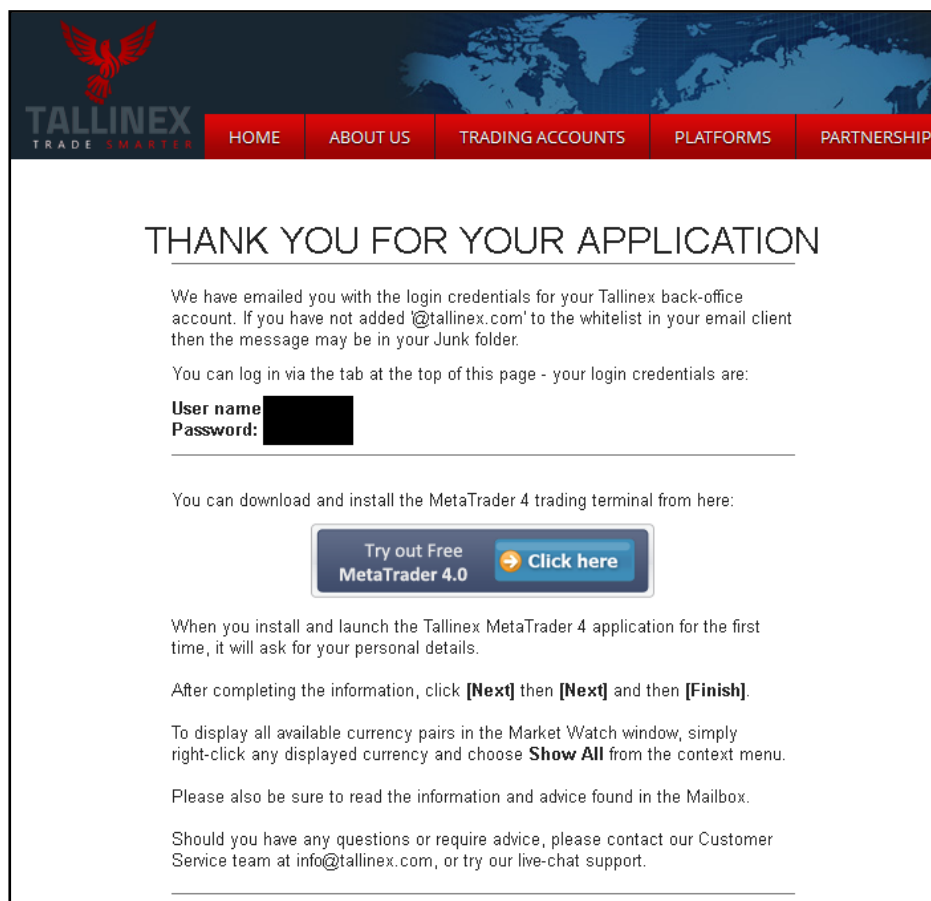 TALLINEX
TRADE SMARTER
HOME ABOUT US TRADING ACCOUNTS PLATFORMS PARTNERSHIP
THANK YOU FOR YOUR APPLICATION
We have emailed you with the login credentials for your Tallinex back-office
account. If you have not added '@tallinex.com' to the whitelist in your email client
then the message may be in your Junk folder.
You can log in via the tab at the top of this page - your login credentials are:
User name
Password:
You can download and install the MetaTrader 4 trading terminal from here:
Try out Free
MetaTrader 4.0
Click here
When you install and launch the Tallinex MetaTrader 4 application for the first
time, it will ask for your personal details.
After completing the information, click [Next] then [Next] and then [Finish].
To display all available currency pairs in the Market Watch window, simply
right-click any displayed currency and choose Show All from the context menu.
Please also be sure to read the information and advice found in the Mailbox.
Should you have any questions or require advice, please contact our Customer
Service team at info@tallinex.com, or try our live-chat support.